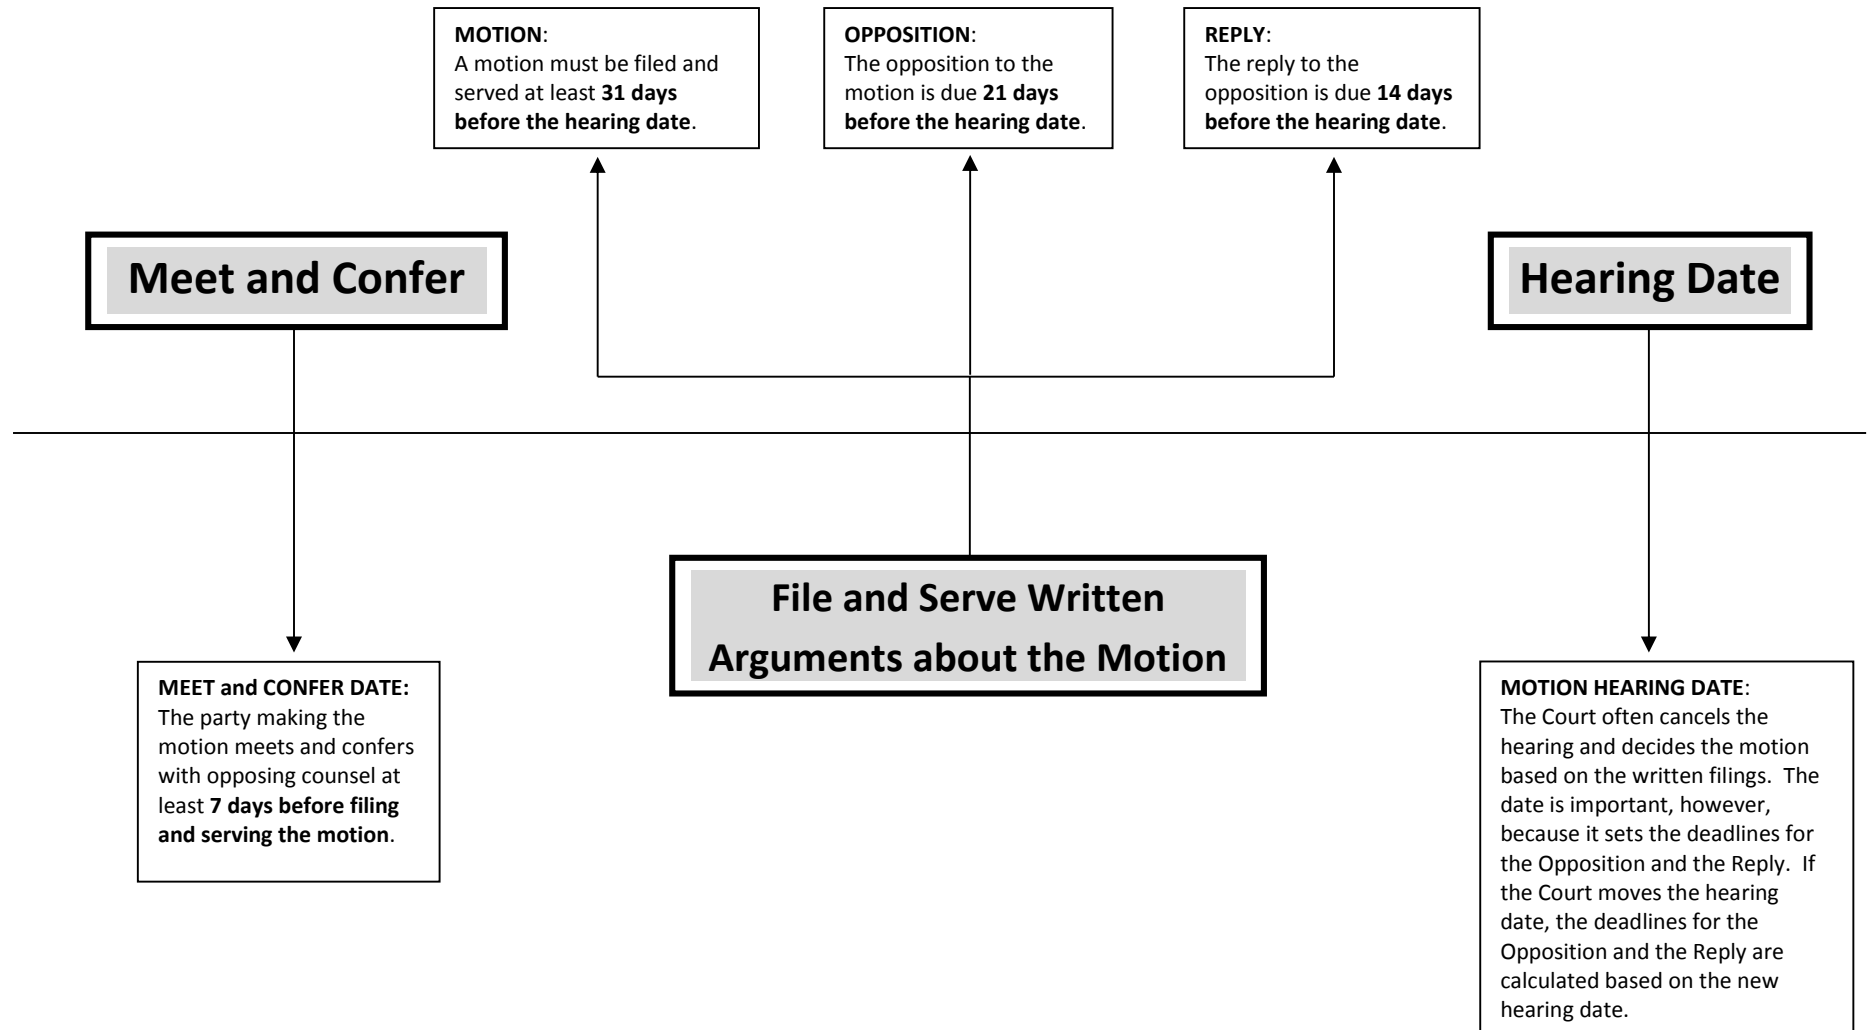 MOTION:
A motion must be filed and
served at least 31 days
before the hearing date.
OPPOSITION:
The opposition to the
motion is due 21 days
before the hearing date.
REPLY:
The reply to the
opposition is due 14 days
before the hearing date.
Meet and Confer
Hearing Date
File and Serve Written
Arguments about the Motion
MEET and CONFER DATE:
The party making the
motion meets and confers
with opposing counsel at
least 7 days before filing
and serving the motion.
MOTION HEARING DATE:
The Court often cancels the
hearing and decides the motion
based on the written filings.  The
date is important, however,
because it sets the deadlines for
the Opposition and the Reply.  If
the Court moves the hearing
date, the deadlines for the
Opposition and the Reply are
calculated based on the new
hearing date.